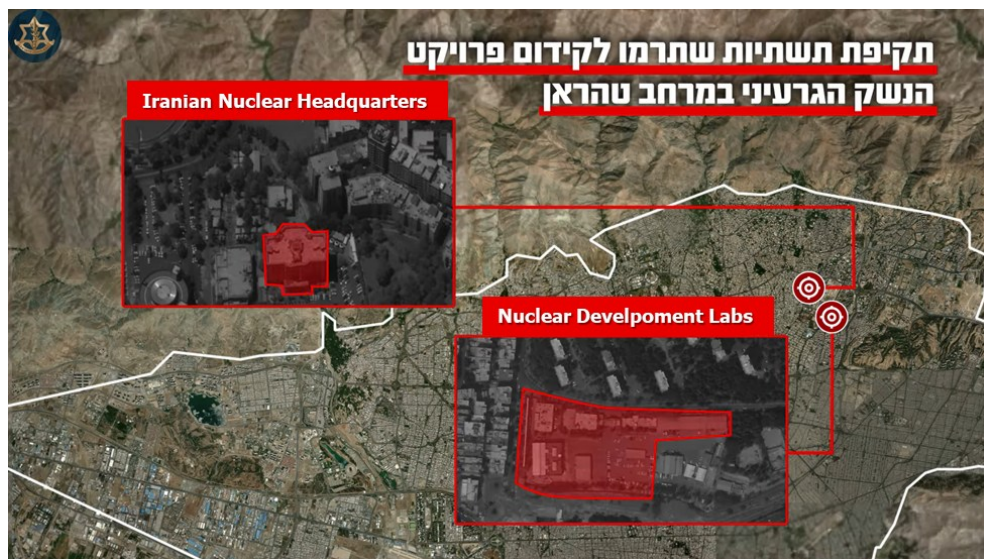 תקיפת תשתיות שתרמו לקידום פרויקט
הנשק הגרעיני במרחב טהראן
Iranian Nuclear Headquarters
Nuclear Develpoment Labs